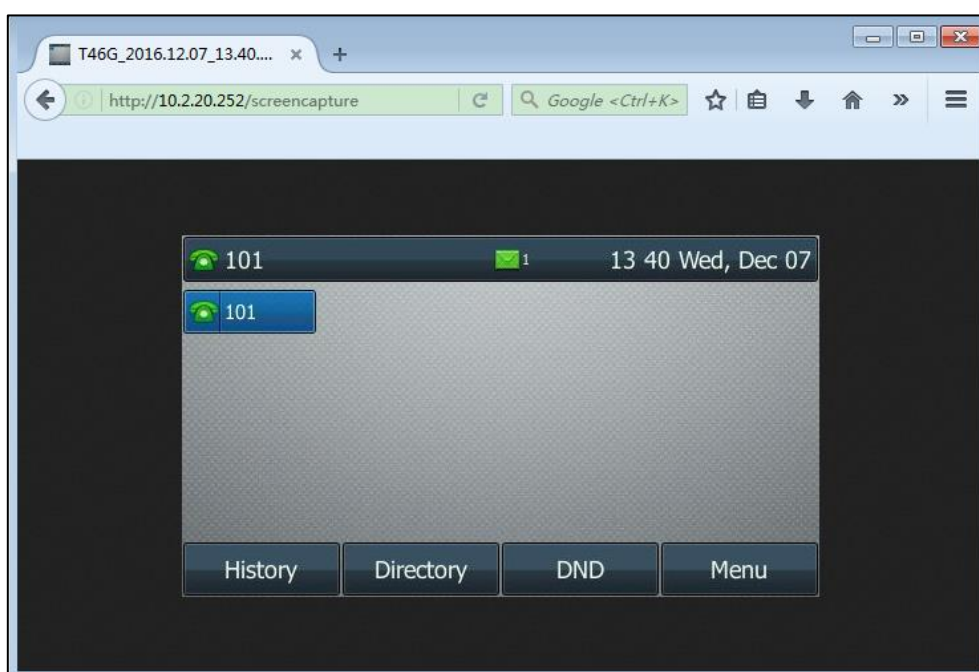 T46G_2016.12.07_13.40....
http://10.2.20.252/screencapture Google <Ctrl+K>
101 1 13 40 Wed, Dec 07
101
History Directory DND Menu